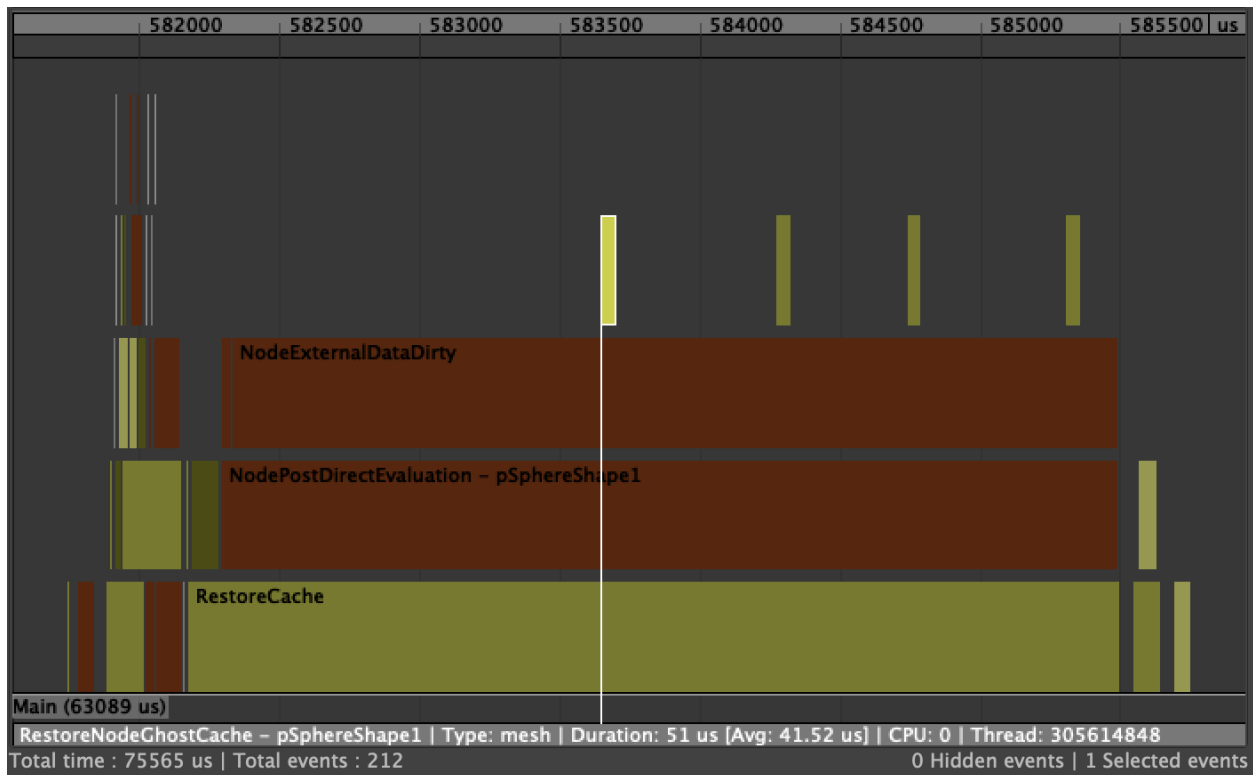 582000 582500 583000 583500 584000 584500 585000 585500 us
NodeExternalDataDirty
NodePostDirectEvaluation – pSphereShape1
RestoreCache
Main (63089 us)
RestoreNodeGhostCache – pSphereShape1 | Type: mesh | Duration: 51 us [Avg: 41.52 us] | CPU: 0 | Thread: 305614848
Total time : 75565 us | Total events : 212 0 Hidden events | 1 Selected events